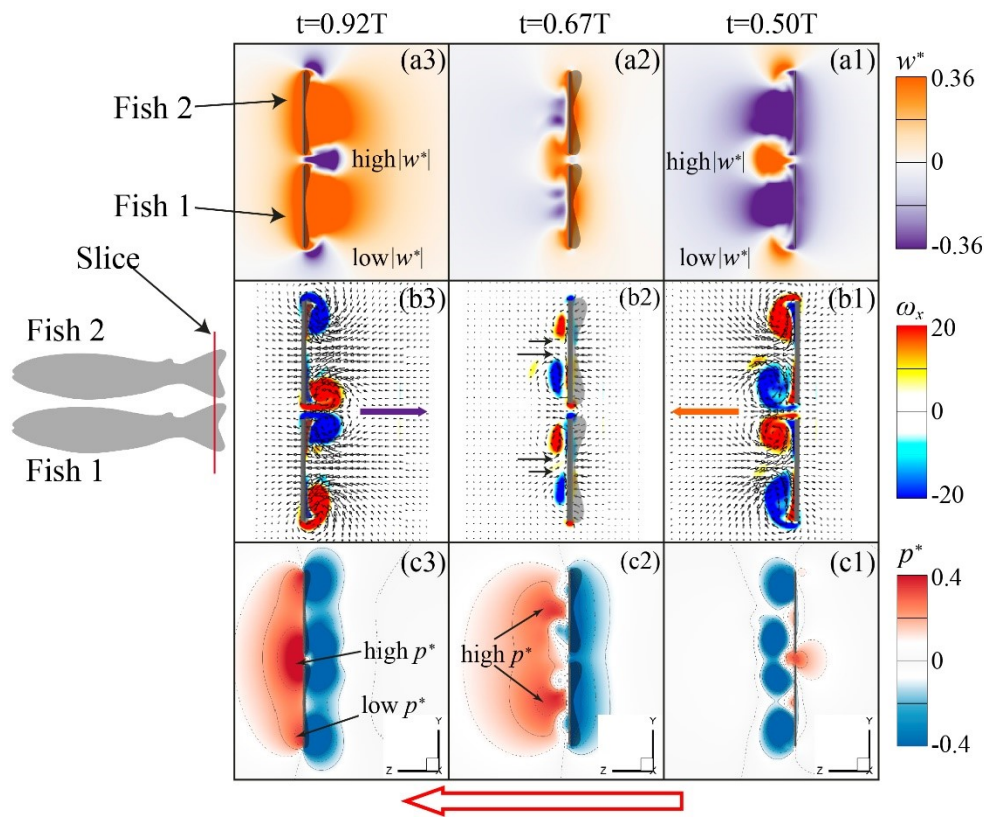 t=0.92T
t=0.67T
t=0.50T
(a3)
(a2)
(a1)
w*
0.36
0
-0.36
Fish 2
high|w*|
high|w*|
Fish 1
low|w*|
low|w*|
Slice
Fish 2
Fish 1
(b3)
(b2)
(b1)
ωx
20
0
-20
(c3)
(c2)
(c1)
p*
0.4
0
-0.4
high p*
high p*
low p*
Y
Z
X
Y
Z
X
Y
Z
X